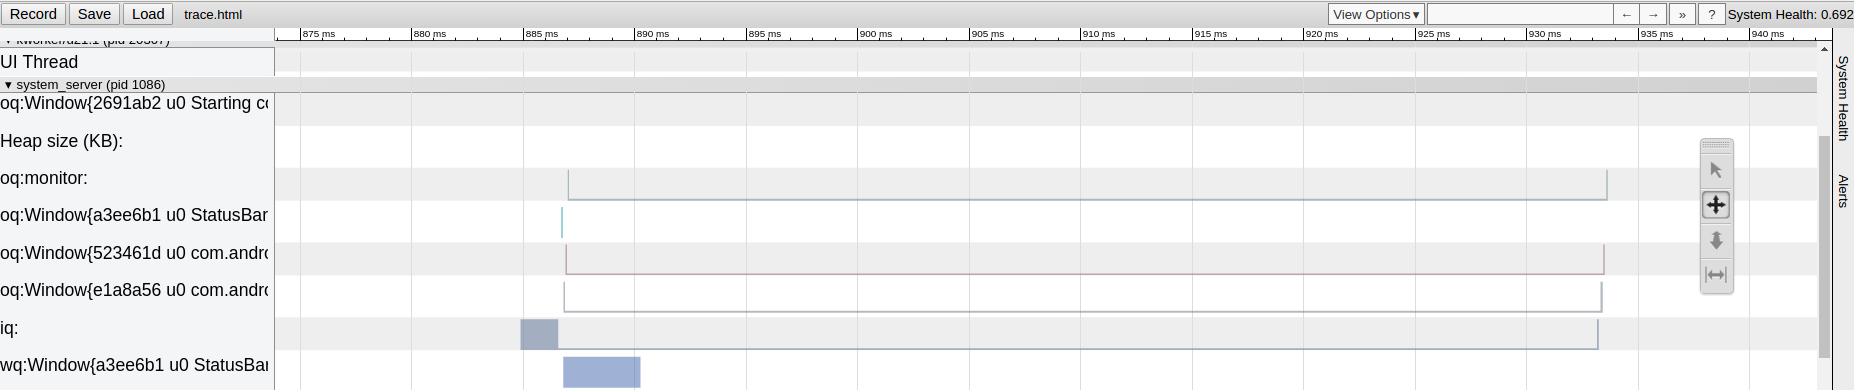 Record Save Load trace.html View Options▾ ← → » ? System Health: 0.692
875 ms 880 ms 885 ms 890 ms 895 ms 900 ms 905 ms 910 ms 915 ms 920 ms 925 ms 930 ms 935 ms 940 ms
UI Thread
▾ system_server (pid 1086)
oq:Window{2691ab2 u0 Starting
Heap size (KB):
oq:monitor:
oq:Window{a3ee6b1 u0 StatusBar
oq:Window{523461d u0 com.andr
oq:Window{e1a8a56 u0 com.andr
iq:
wq:Window{a3ee6b1 u0 StatusBar
System Health
Alerts